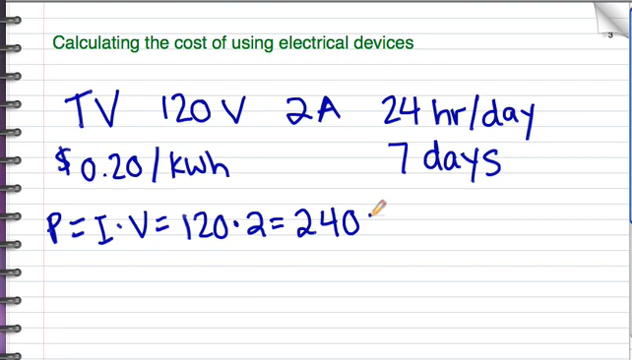 Calculating the cost of using electrical devices
3
TV 120 V 2A 24 hr/day
$0.20/kwh 7 days
P = I · V = 120 · 2 = 240